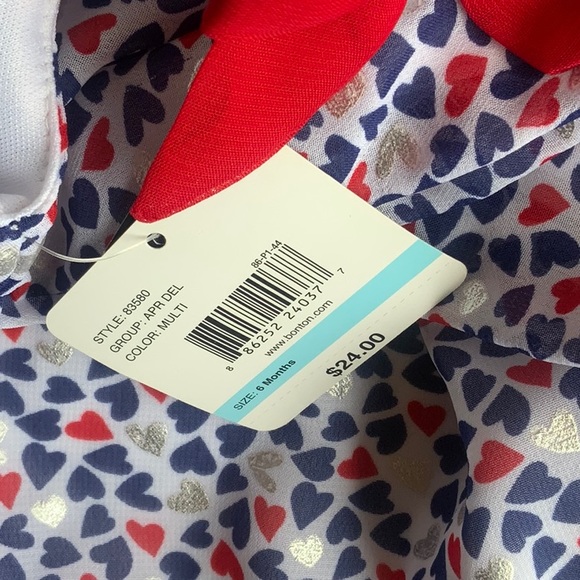 STYLE: 83580
GROUP: APR DEL
COLOR: MULTI
86-P1-44
8 86252 24037 7
www.bonton.com
SIZE: 6 Months
$24.00